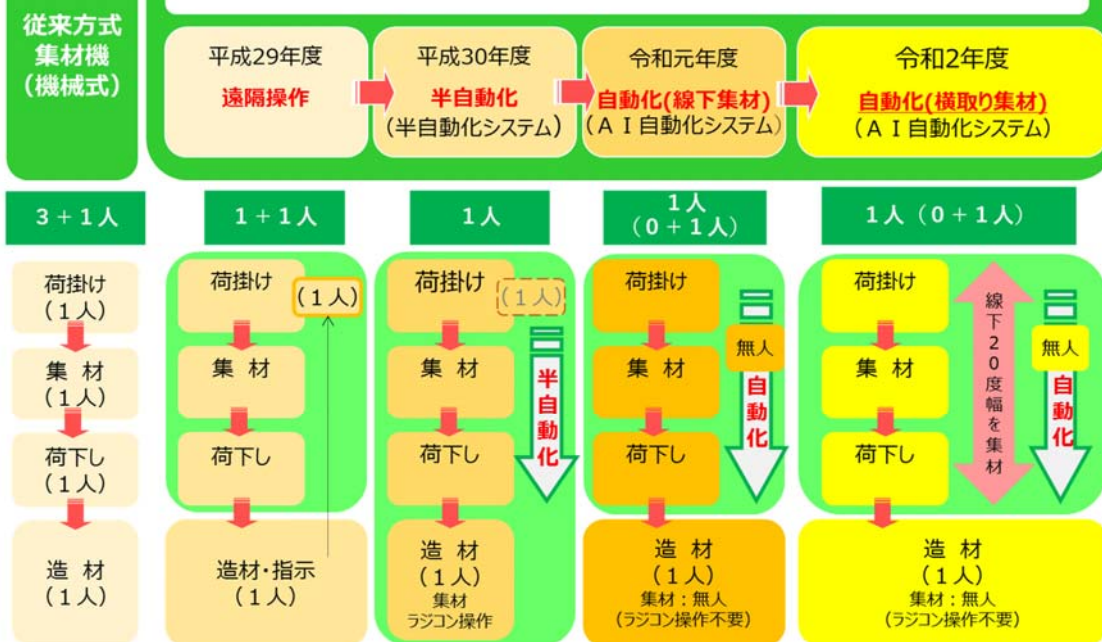 従来方式
集材機
(機械式)
平成29年度
遠隔操作
平成30年度
半自動化
(半自動化システム)
令和元年度
自動化(線下集材)
(AI自動化システム)
令和2年度
自動化(横取り集材)
(AI自動化システム)
3+1人
荷掛け
(1人)
集 材
(1人)
荷下し
(1人)
造 材
(1人)
1+1人
荷掛け
(1人)
集 材
荷下し
造材・指示
(1人)
1人
荷掛け
(1人)
集 材
荷下し
半自動化
造 材
(1人)
集材
ラジコン操作
1人
(0+1人)
荷掛け
集 材
荷下し
無人
自動化
造 材
(1人)
集材:無人
(ラジコン操作不要)
1人(0+1人)
荷掛け
集 材
荷下し
線下20度幅を集材
無人
自動化
造 材
(1人)
集材:無人
(ラジコン操作不要)